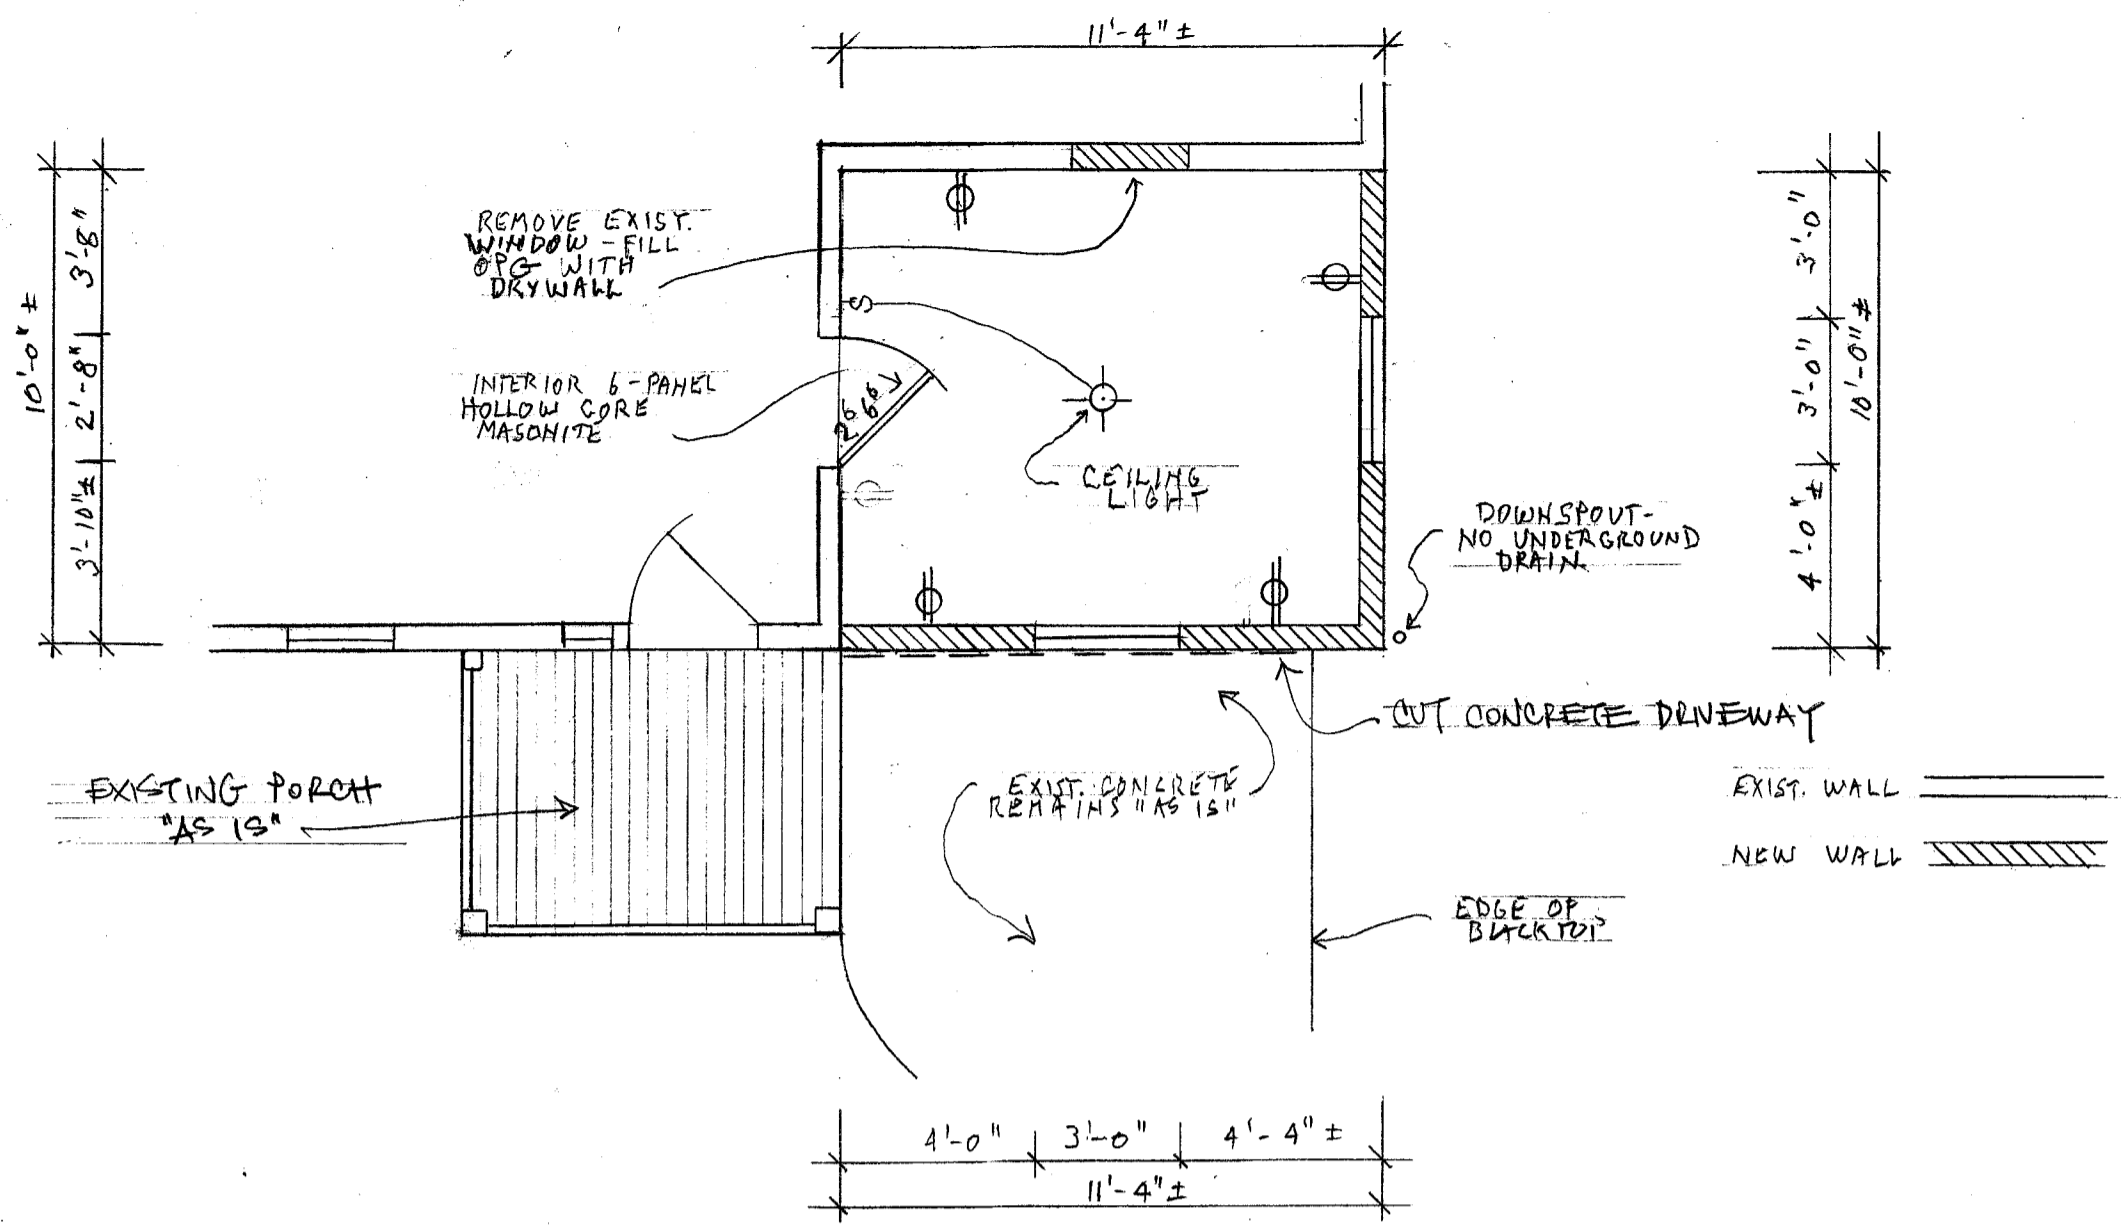 11'-4"±
REMOVE EXIST.
WINDOW - FILL
OPG WITH
DRYWALL
10'-0"±
3'-8"
2'-8"
3'-10"±
S
INTERIOR 6-PANEL
HOLLOW CORE
MASONITE
2⁶ 6⁸
CEILING
LIGHT
3'-0"
3'-0"
4'-0"±
10'-0"±
DOWNSPOUT-
NO UNDERGROUND
DRAIN
CUT CONCRETE DRIVEWAY
EXISTING PORCH
"AS IS"
EXIST. CONCRETE
REMAINS "AS IS"
EXIST. WALL
NEW WALL
EDGE OF
BLACKTOP
4'-0"
3'-0"
4'-4"±
11'-4"±